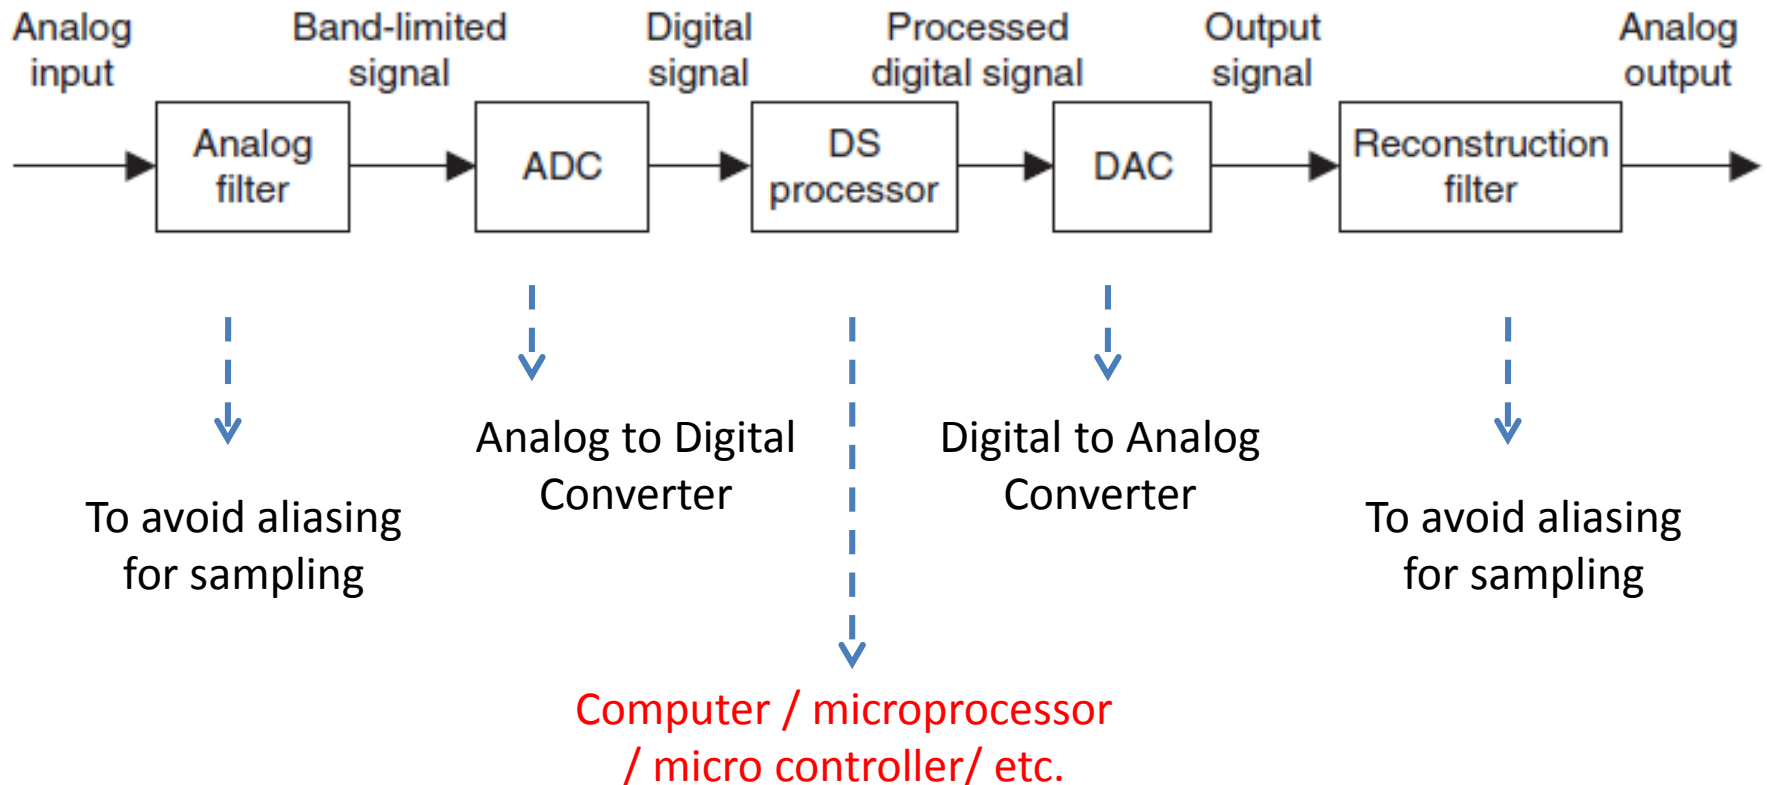 Analog
input
Band-limited
signal
Digital
signal
Processed
digital signal
Output
signal
Analog
output
Analog
filter
ADC
DS
processor
DAC
Reconstruction
filter
To avoid aliasing
for sampling
Analog to Digital
Converter
Digital to Analog
Converter
To avoid aliasing
for sampling
Computer / microprocessor
/ micro controller/ etc.